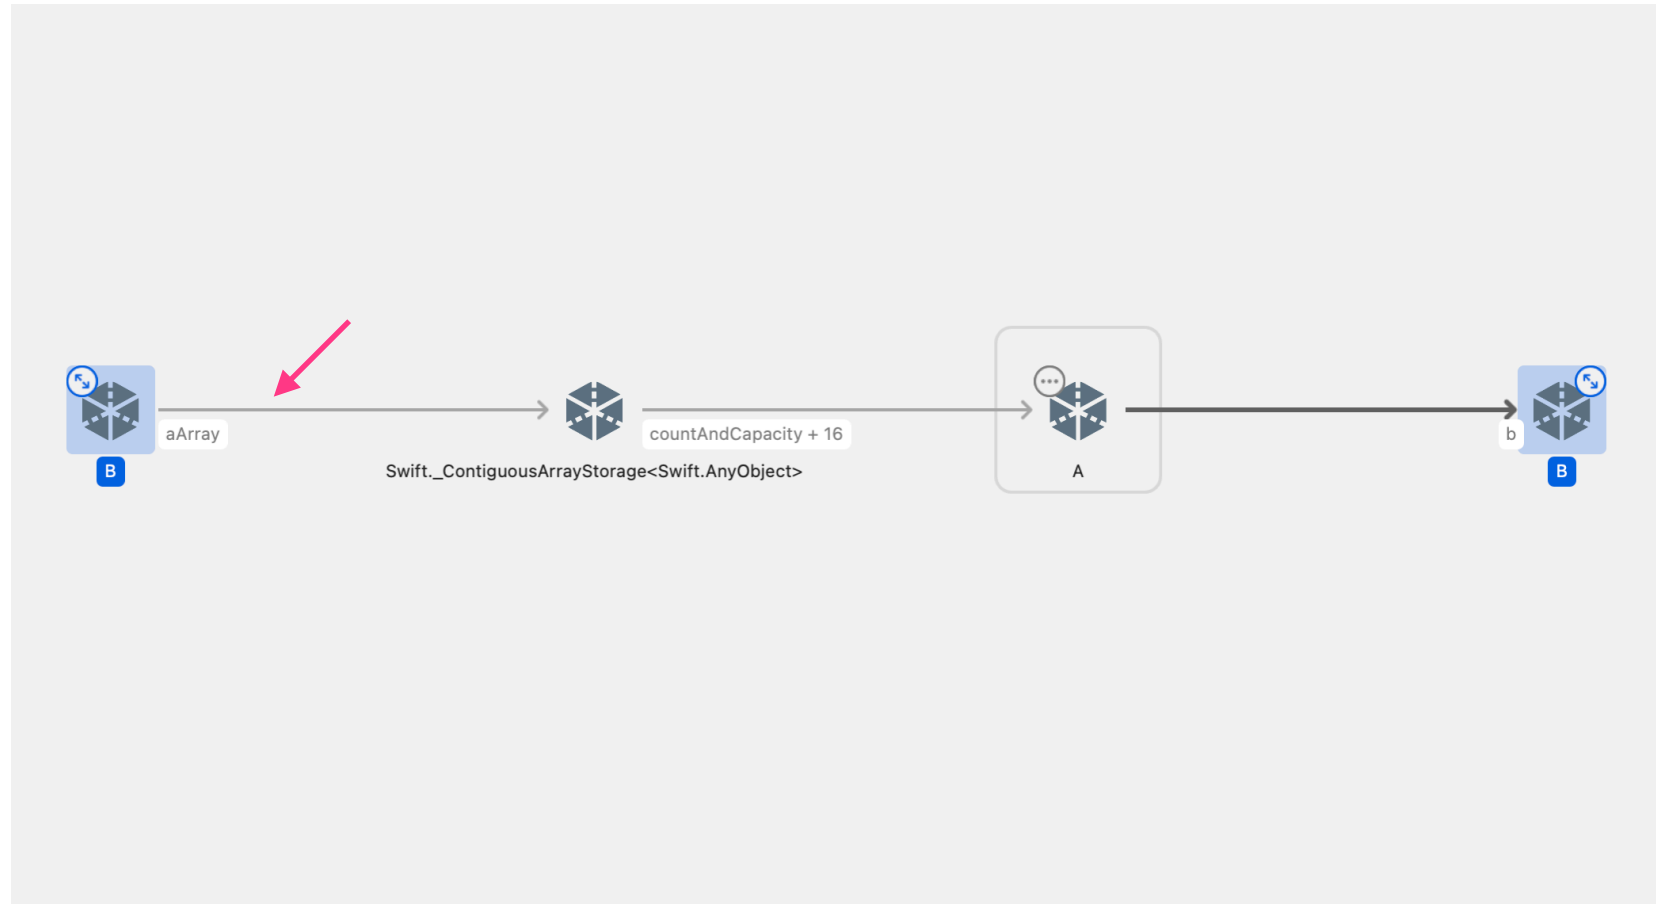 aArray
countAndCapacity + 16
b
B
Swift._ContiguousArrayStorage<Swift.AnyObject>
A
B